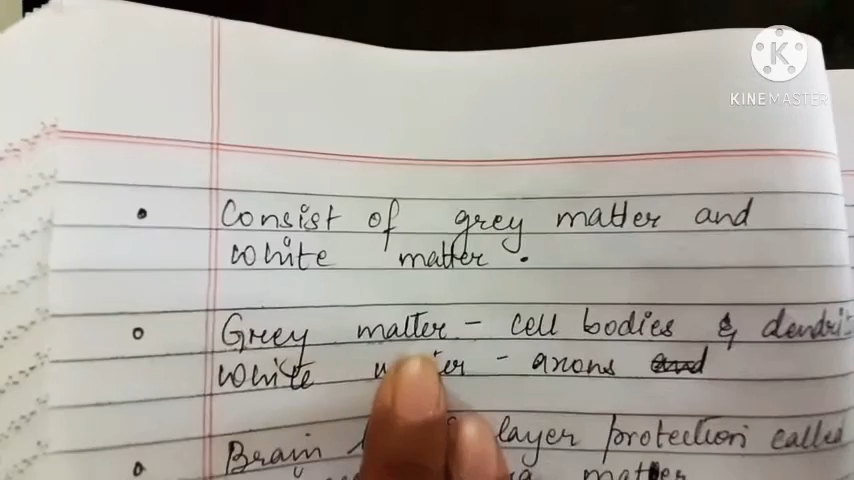 KINEMASTER
Consist of grey matter and
white matter.
Grey matter - cell bodies & dendri
White - axons and
Brain layer protection called
matter